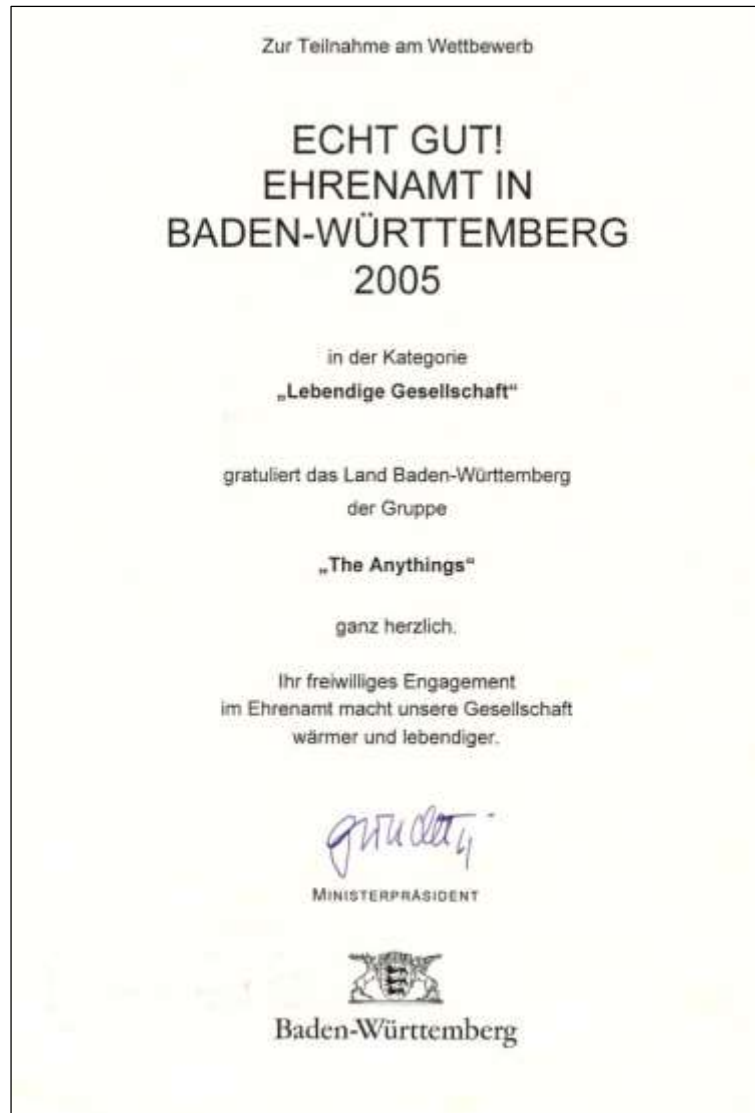 Zur Teilnahme am Wettbewerb
ECHT GUT!
EHRENAMT IN
BADEN-WÜRTTEMBERG
2005
in der Kategorie
„Lebendige Gesellschaft“
gratuliert das Land Baden-Württemberg
der Gruppe
„The Anythings“
ganz herzlich.
Ihr freiwilliges Engagement
im Ehrenamt macht unsere Gesellschaft
wärmer und lebendiger.
MINISTERPRÄSIDENT
Baden-Württemberg